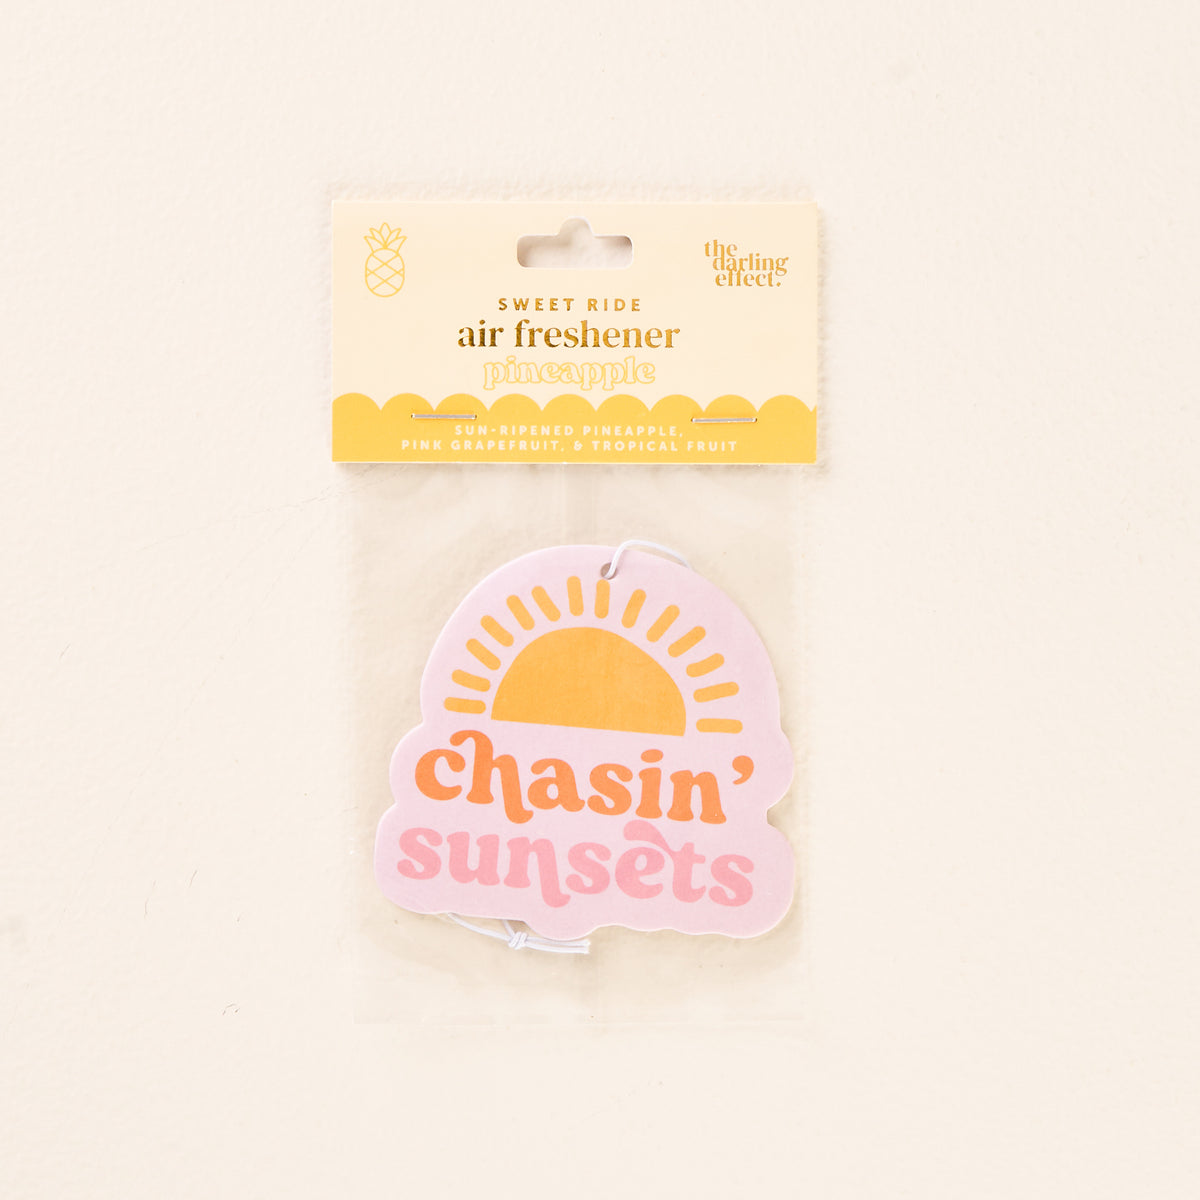 the
darling
effect.
SWEET RIDE
air freshener
pineapple
SUN-RIPENED PINEAPPLE,
PINK GRAPEFRUIT, & TROPICAL FRUIT
chasin'
sunsets